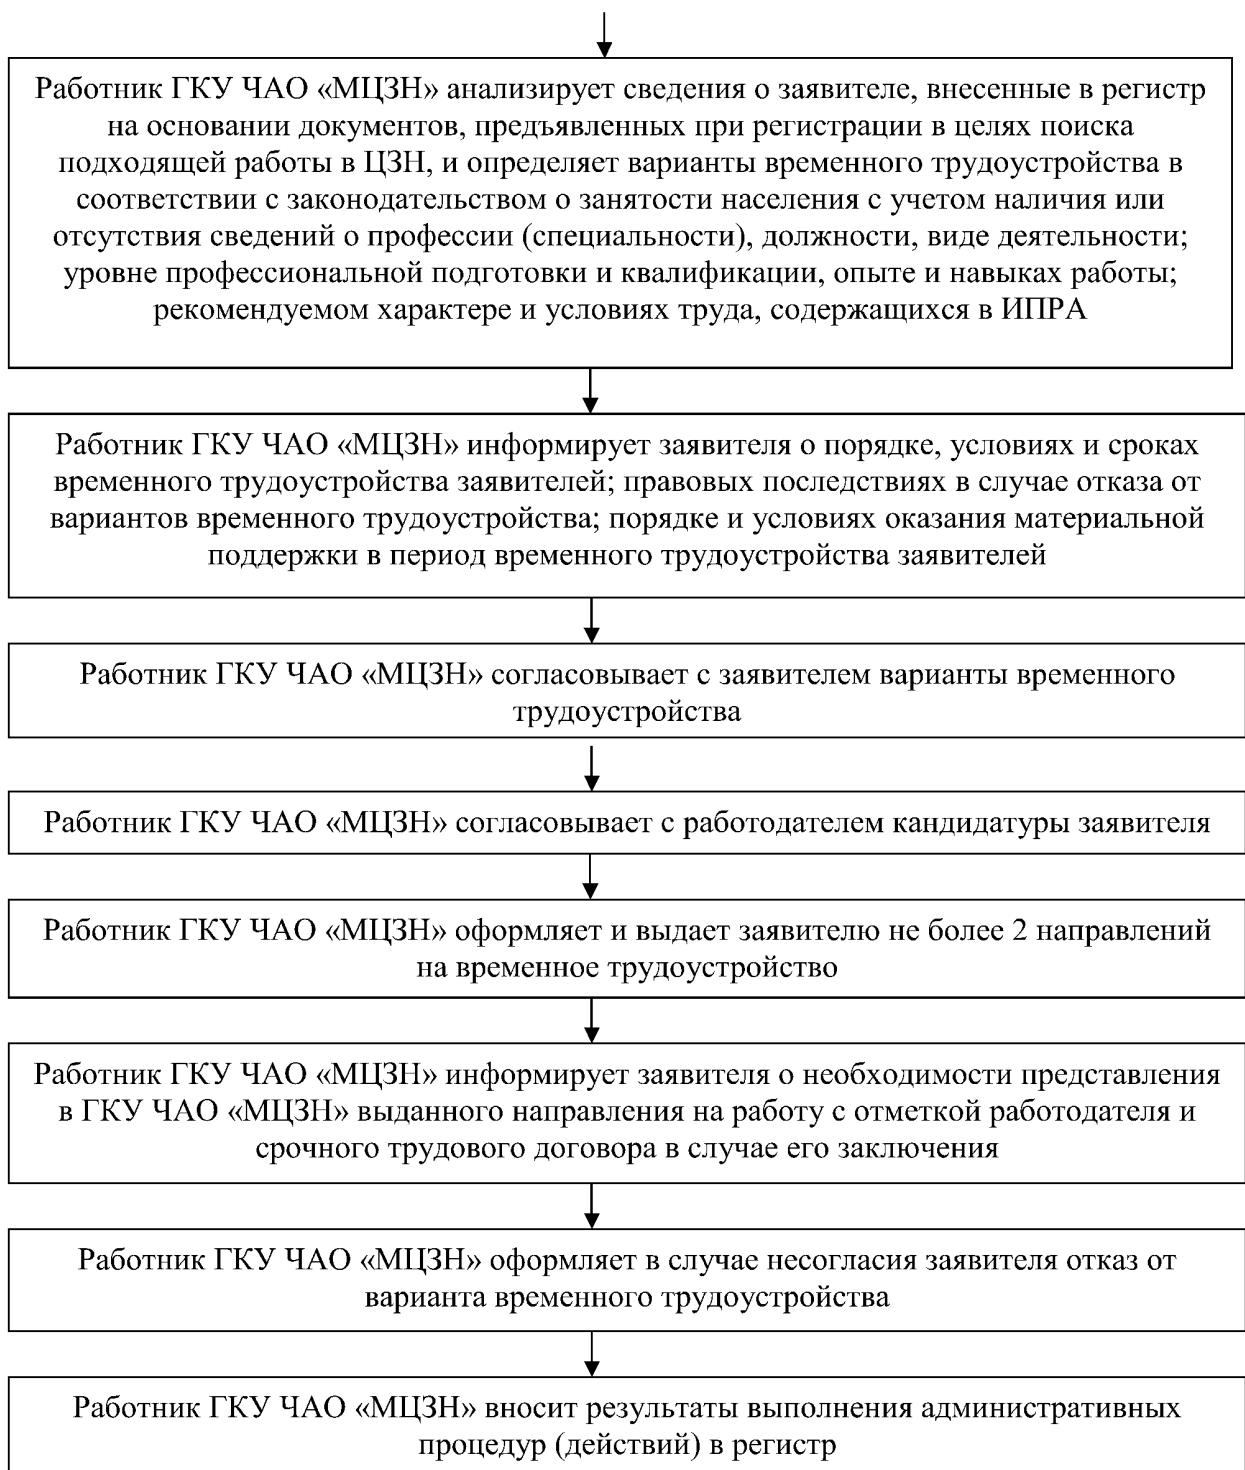 Работник ГКУ ЧАО «МЦЗН» анализирует сведения о заявителе, внесенные в регистр
на основании документов, предъявленных при регистрации в целях поиска
подходящей работы в ЦЗН, и определяет варианты временного трудоустройства в
соответствии с законодательством о занятости населения с учетом наличия или
отсутствия сведений о профессии (специальности), должности, виде деятельности;
уровне профессиональной подготовки и квалификации, опыте и навыках работы;
рекомендуемом характере и условиях труда, содержащихся в ИПРА
Работник ГКУ ЧАО «МЦЗН» информирует заявителя о порядке, условиях и сроках
временного трудоустройства заявителей; правовых последствиях в случае отказа от
вариантов временного трудоустройства; порядке и условиях оказания материальной
поддержки в период временного трудоустройства заявителей
Работник ГКУ ЧАО «МЦЗН» согласовывает с заявителем варианты временного
трудоустройства
Работник ГКУ ЧАО «МЦЗН» согласовывает с работодателем кандидатуры заявителя
Работник ГКУ ЧАО «МЦЗН» оформляет и выдает заявителю не более 2 направлений
на временное трудоустройство
Работник ГКУ ЧАО «МЦЗН» информирует заявителя о необходимости представления
в ГКУ ЧАО «МЦЗН» выданного направления на работу с отметкой работодателя и
срочного трудового договора в случае его заключения
Работник ГКУ ЧАО «МЦЗН» оформляет в случае несогласия заявителя отказ от
варианта временного трудоустройства
Работник ГКУ ЧАО «МЦЗН» вносит результаты выполнения административных
процедур (действий) в регистр